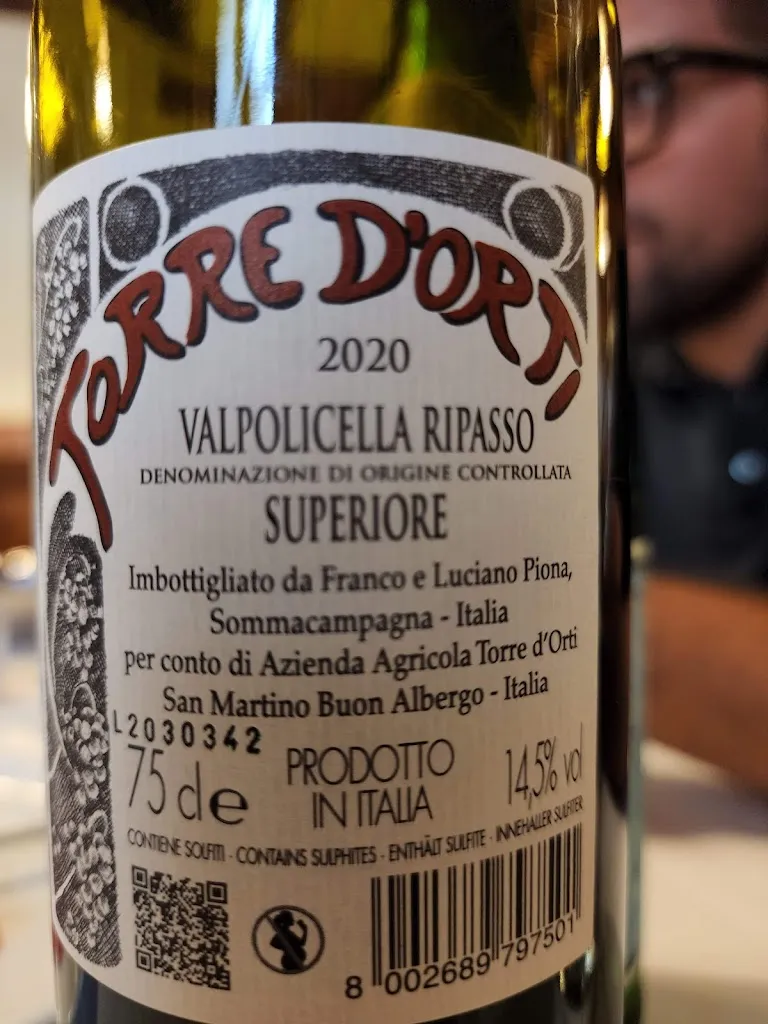 TORRE D'ORTI
2020
VALPOLICELLA RIPASSO
DENOMINAZIONE DI ORIGINE CONTROLLATA
SUPERIORE
Imbottigliato da Franco e Luciano Piona,
Sommacampagna - Italia
per conto di Azienda Agricola Torre d'Orti
San Martino Buon Albergo - Italia
L2030342
75 cl e PRODOTTO IN ITALIA 14,5% vol
CONTIENE SOLFITI · CONTAINS SULPHITES · ENTHÄLT SULFITE · INNEHALLER SULFITER
8 002689 797501